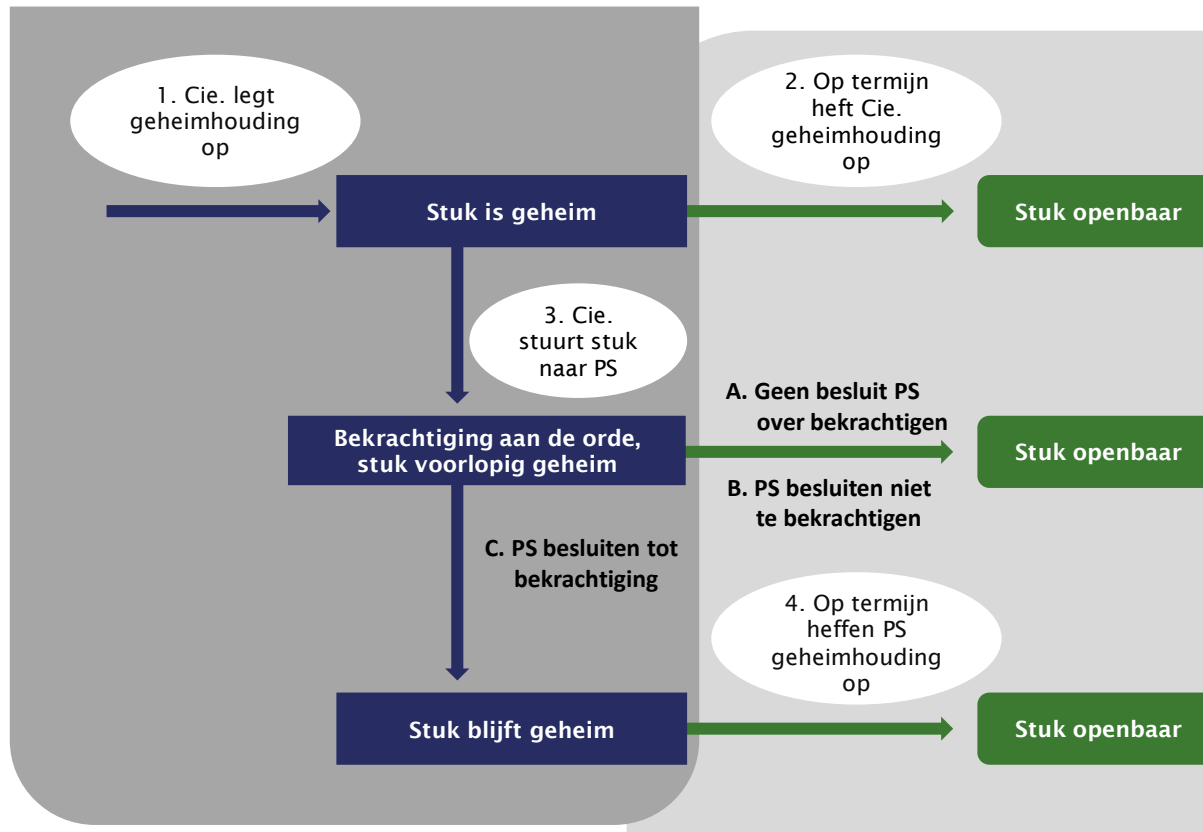 1. Cie. legt
geheimhouding
op
2. Op termijn
heft Cie.
geheimhouding
op
Stuk is geheim
Stuk openbaar
3. Cie.
stuurt stuk
naar PS
A. Geen besluit PS
over bekrachtigen
Bekrachtiging aan de orde,
stuk voorlopig geheim
Stuk openbaar
B. PS besluiten niet
te bekrachtigen
C. PS besluiten tot
bekrachtiging
4. Op termijn
heffen PS
geheimhouding
op
Stuk blijft geheim
Stuk openbaar